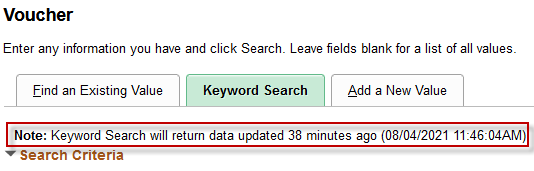 Voucher
Enter any information you have and click Search. Leave fields blank for a list of all values.
Find an Existing Value
Keyword Search
Add a New Value
Note: Keyword Search will return data updated 38 minutes ago (08/04/2021 11:46:04AM)
Search Criteria